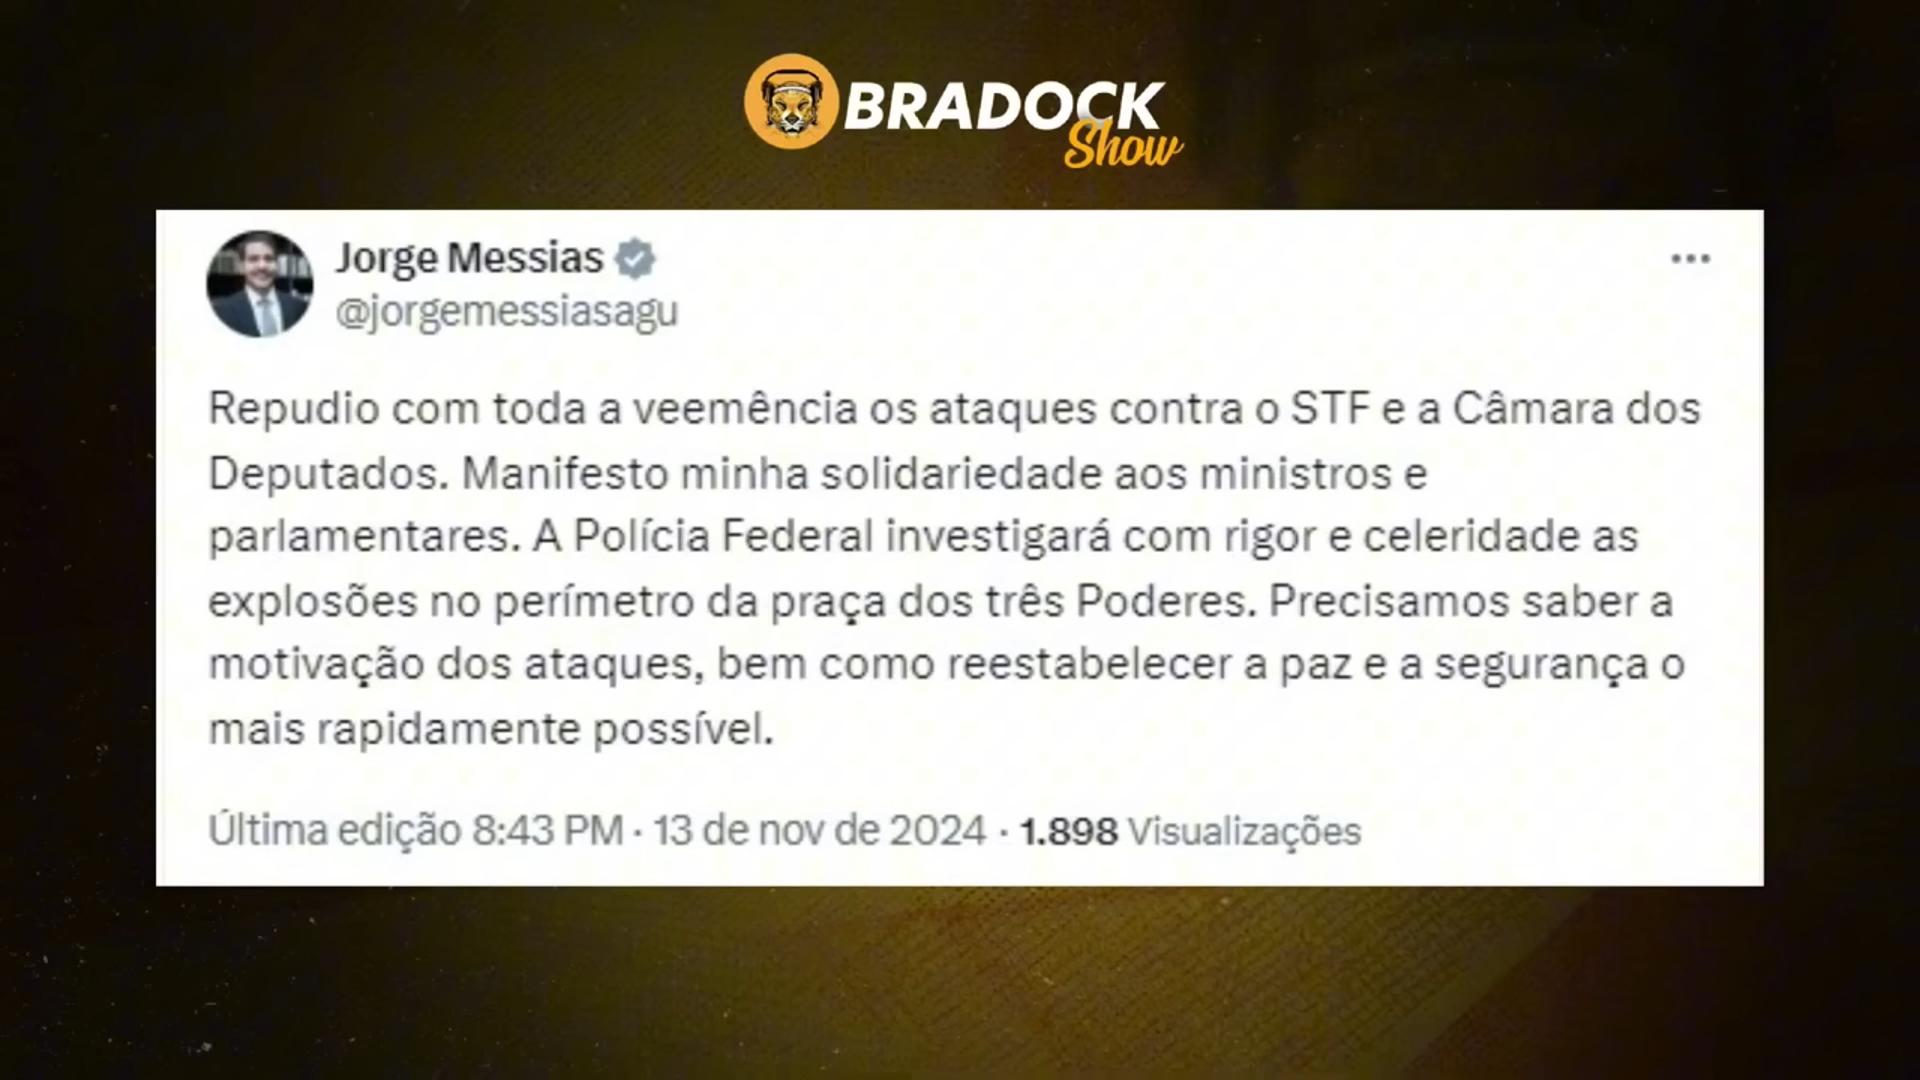 BRADOCK
Show
Jorge Messias
@jorgemessiasagu
Repudio com toda a veemência os ataques contra o STF e a Câmara dos
Deputados. Manifesto minha solidariedade aos ministros e
parlamentares. A Polícia Federal investigará com rigor e celeridade as
explosões no perímetro da praça dos três Poderes. Precisamos saber a
motivação dos ataques, bem como reestabelecer a paz e a segurança o
mais rapidamente possível.
Última edição 8:43 PM · 13 de nov de 2024 · 1.898 Visualizações